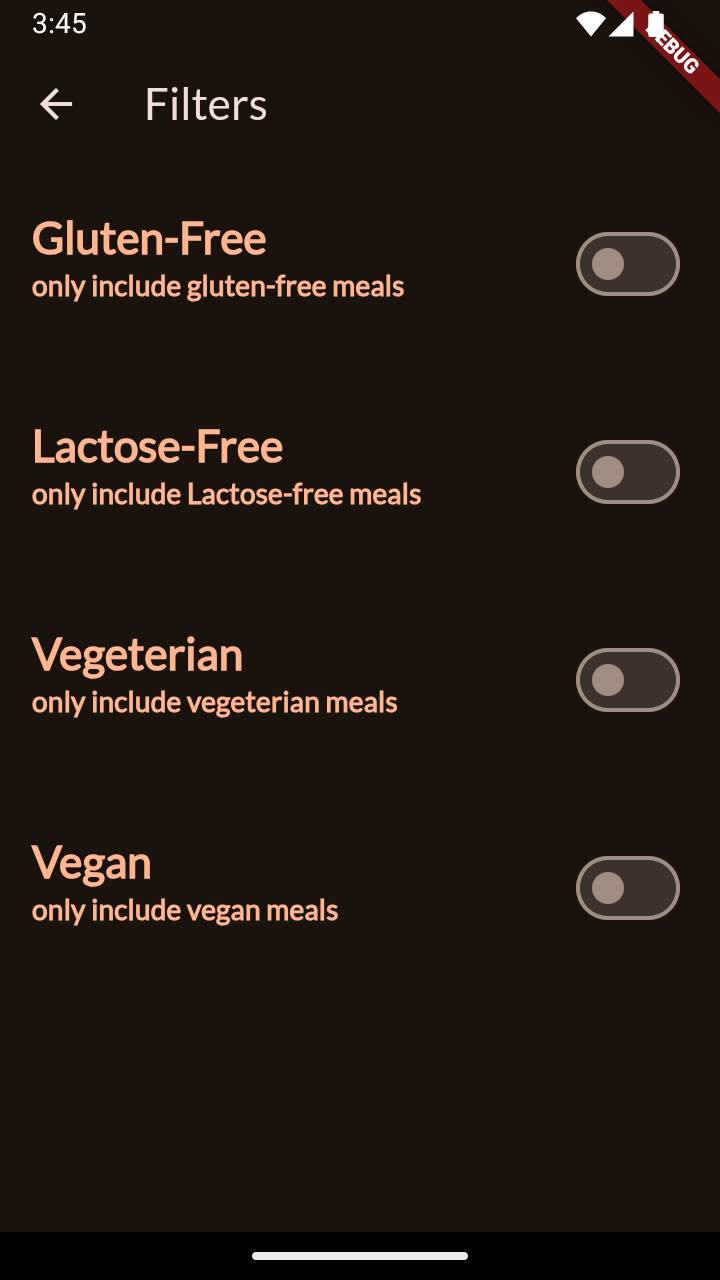 3:45
DEBUG
Filters
Gluten-Free
only include gluten-free meals
Lactose-Free
only include Lactose-free meals
Vegeterian
only include vegeterian meals
Vegan
only include vegan meals